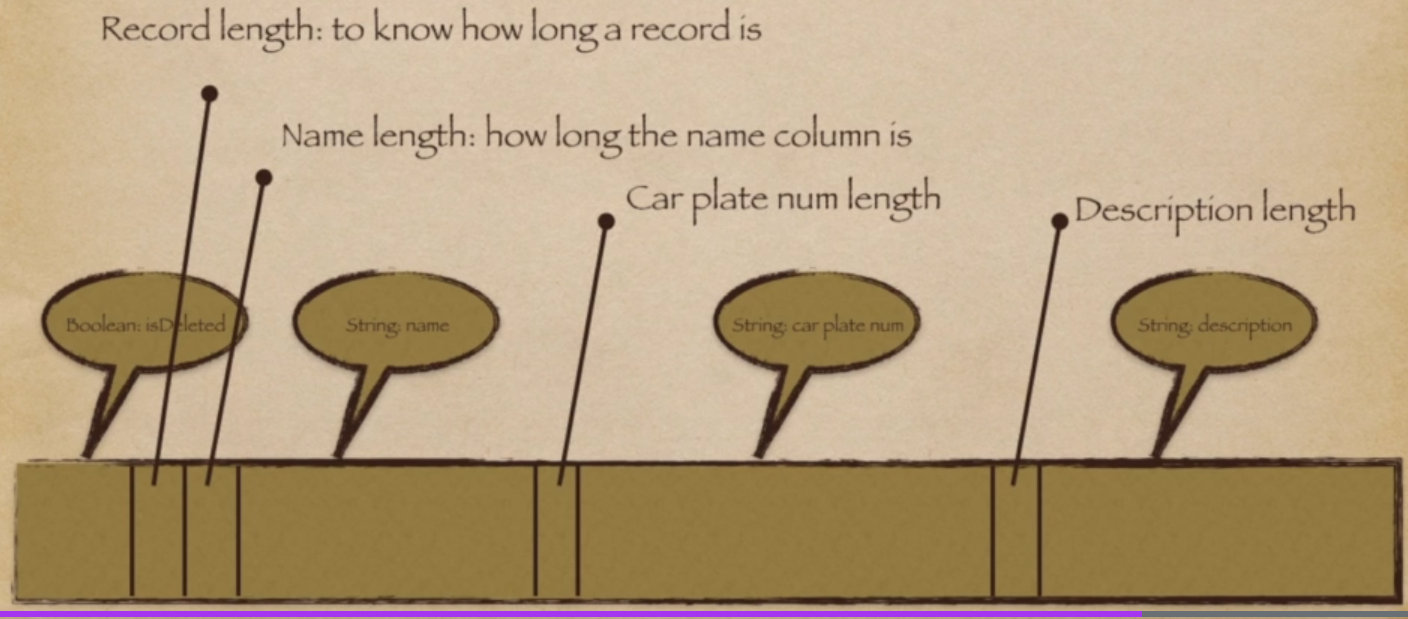 Record length: to know how long a record is
Name length: how long the name column is
Car plate num length
Description length
Boolean: isDeleted
String: name
String: car plate num
String: description